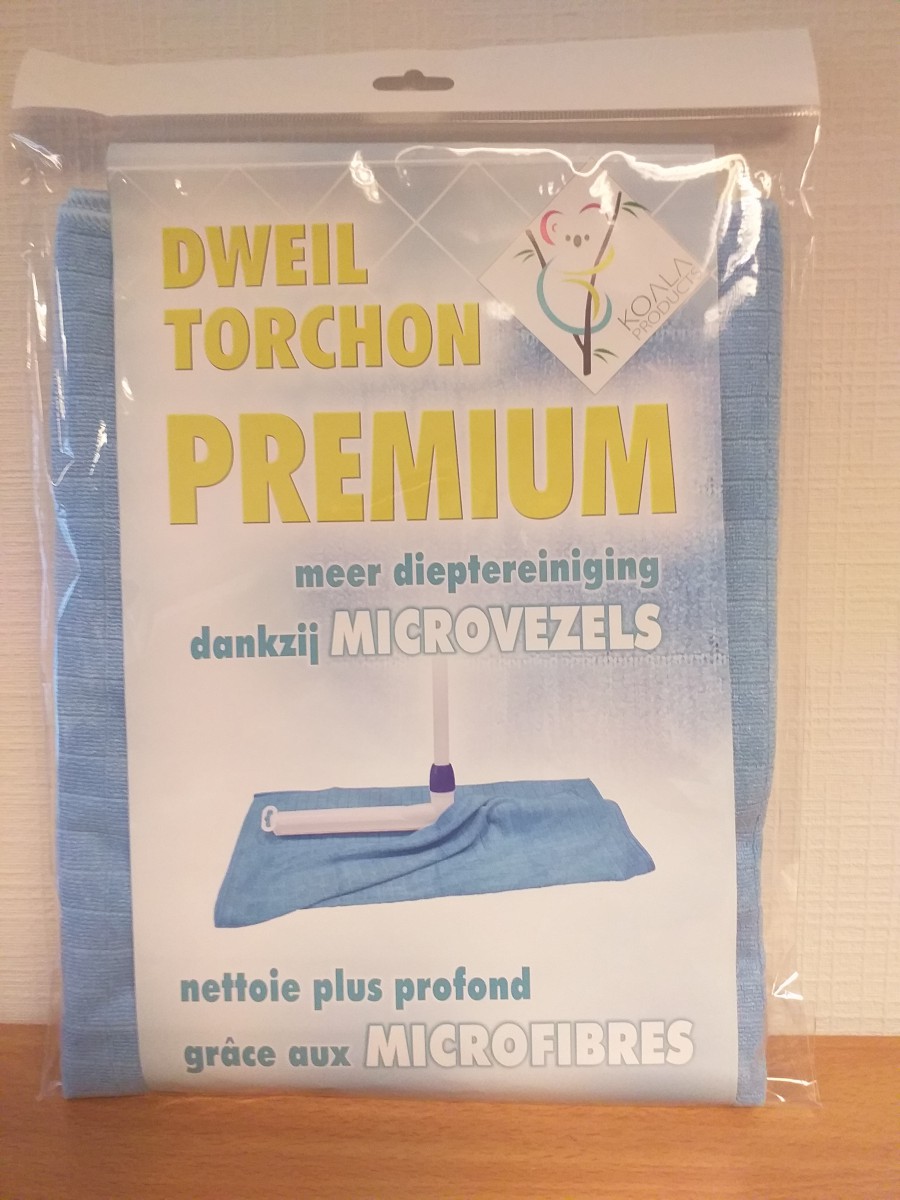 DWEIL
TORCHON
KOALA
PRODUCTS
PREMIUM
meer dieptereiniging
dankzij MICROVEZELS
nettoie plus profond
grâce aux MICROFIBRES